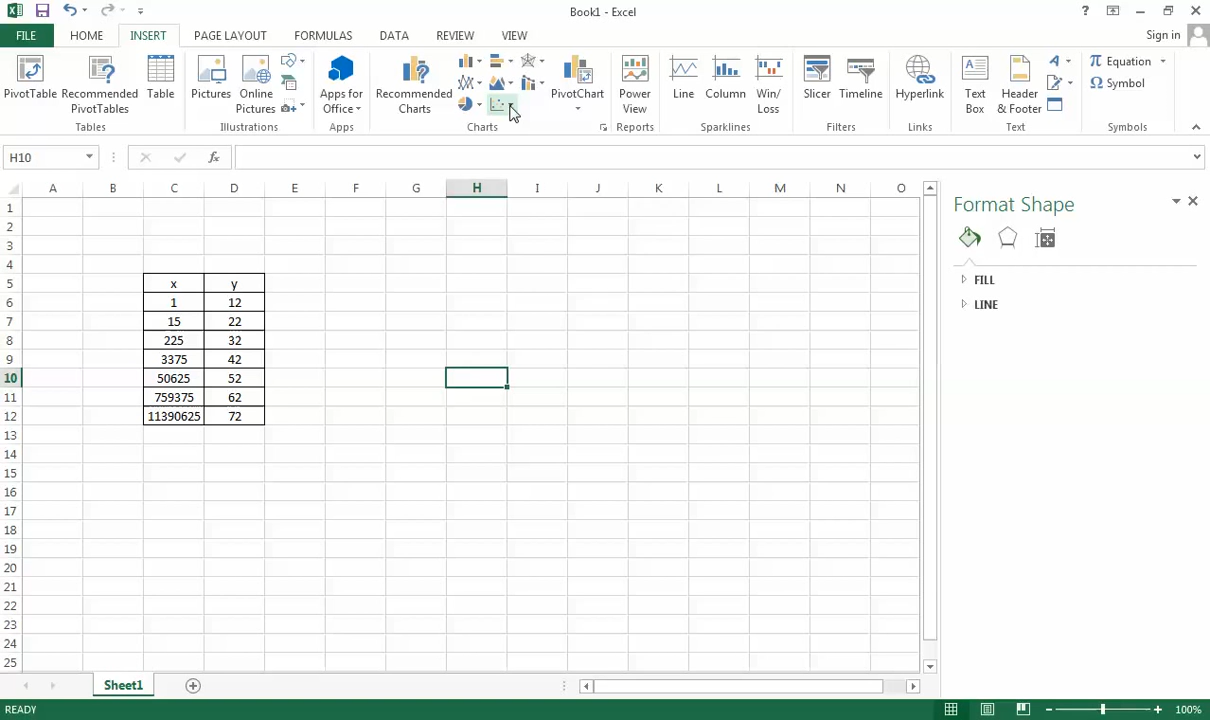 Book1 - Excel
?
FILE HOME INSERT PAGE LAYOUT FORMULAS DATA REVIEW VIEW Sign in
PivotTable
Recommended PivotTables
Table
Tables
Pictures
Online Pictures
Illustrations
Apps for Office
Apps
Recommended Charts
PivotChart
Charts
Power View
Reports
Line
Column
Win/ Loss
Sparklines
Slicer
Timeline
Filters
Hyperlink
Links
Text Box
Header & Footer
Text
π Equation
Ω Symbol
Symbols
H10
fx
A B C D E F G H I J K L M N O
1
2
3
4
5 x y
6 1 12
7 15 22
8 225 32
9 3375 42
10 50625 52
11 759375 62
12 11390625 72
13
14
15
16
17
18
19
20
21
22
23
24
25
Format Shape
FILL
LINE
Sheet1
READY
100%